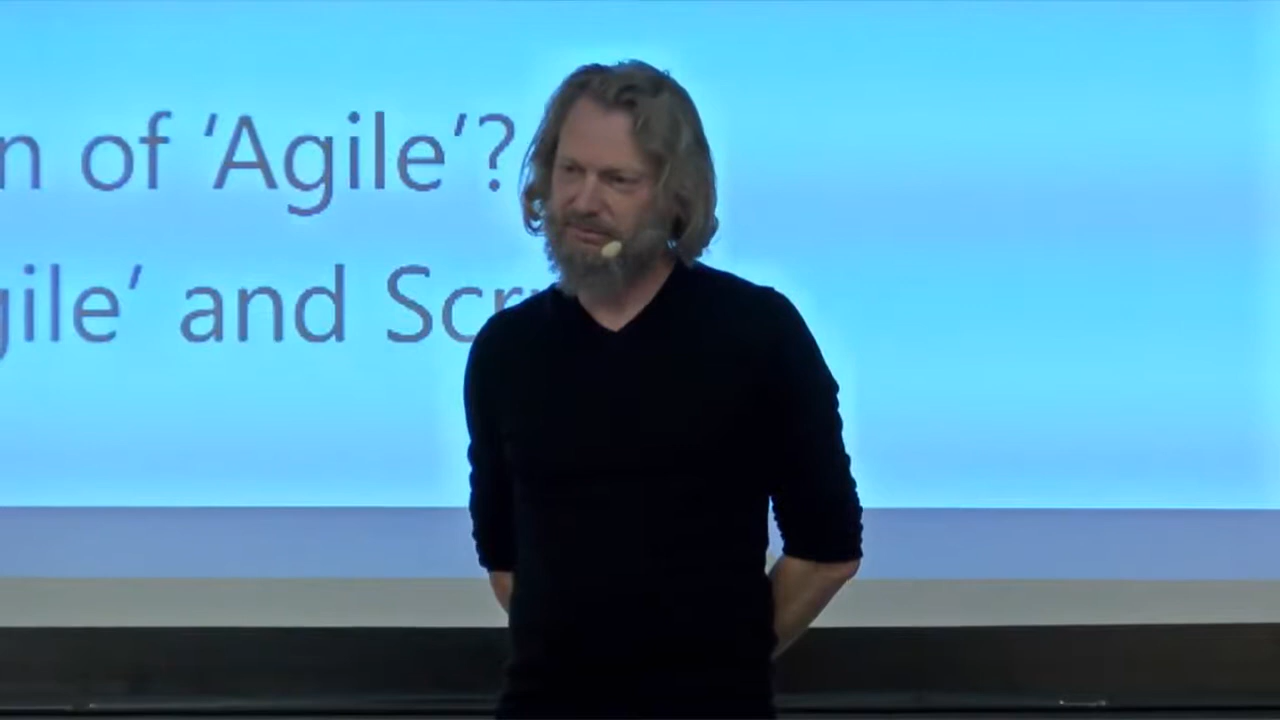 n of ‘Agile’?
gile’ and Scr